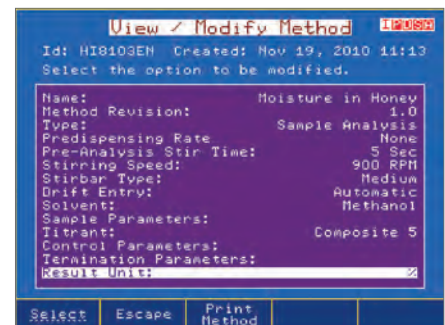 View / Modify Method
Id: HI8103EN Created: Nov 19, 2010 11:13
Select the option to be modified.
Name: Moisture in Honey
Method Revision: 1.0
Type: Sample Analysis
Predispensing Rate None
Pre-Analysis Stir Time: 5 Sec
Stirring Speed: 900 RPM
Stirbar Type: Medium
Drift Entry: Automatic
Solvent: Methanol
Sample Parameters:
Titrant: Composite 5
Control Parameters:
Termination Parameters:
Result Unit: %
Select Escape Print Method